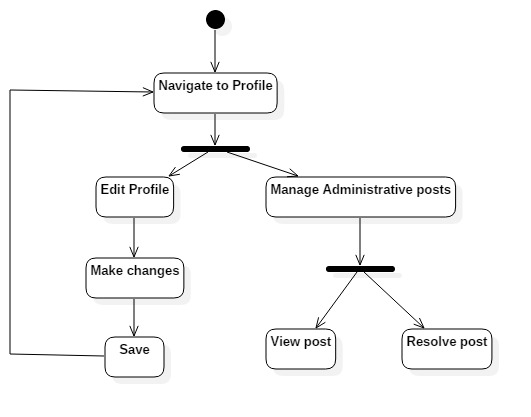 Navigate to Profile
Edit Profile
Manage Administrative posts
Make changes
Save
View post
Resolve post